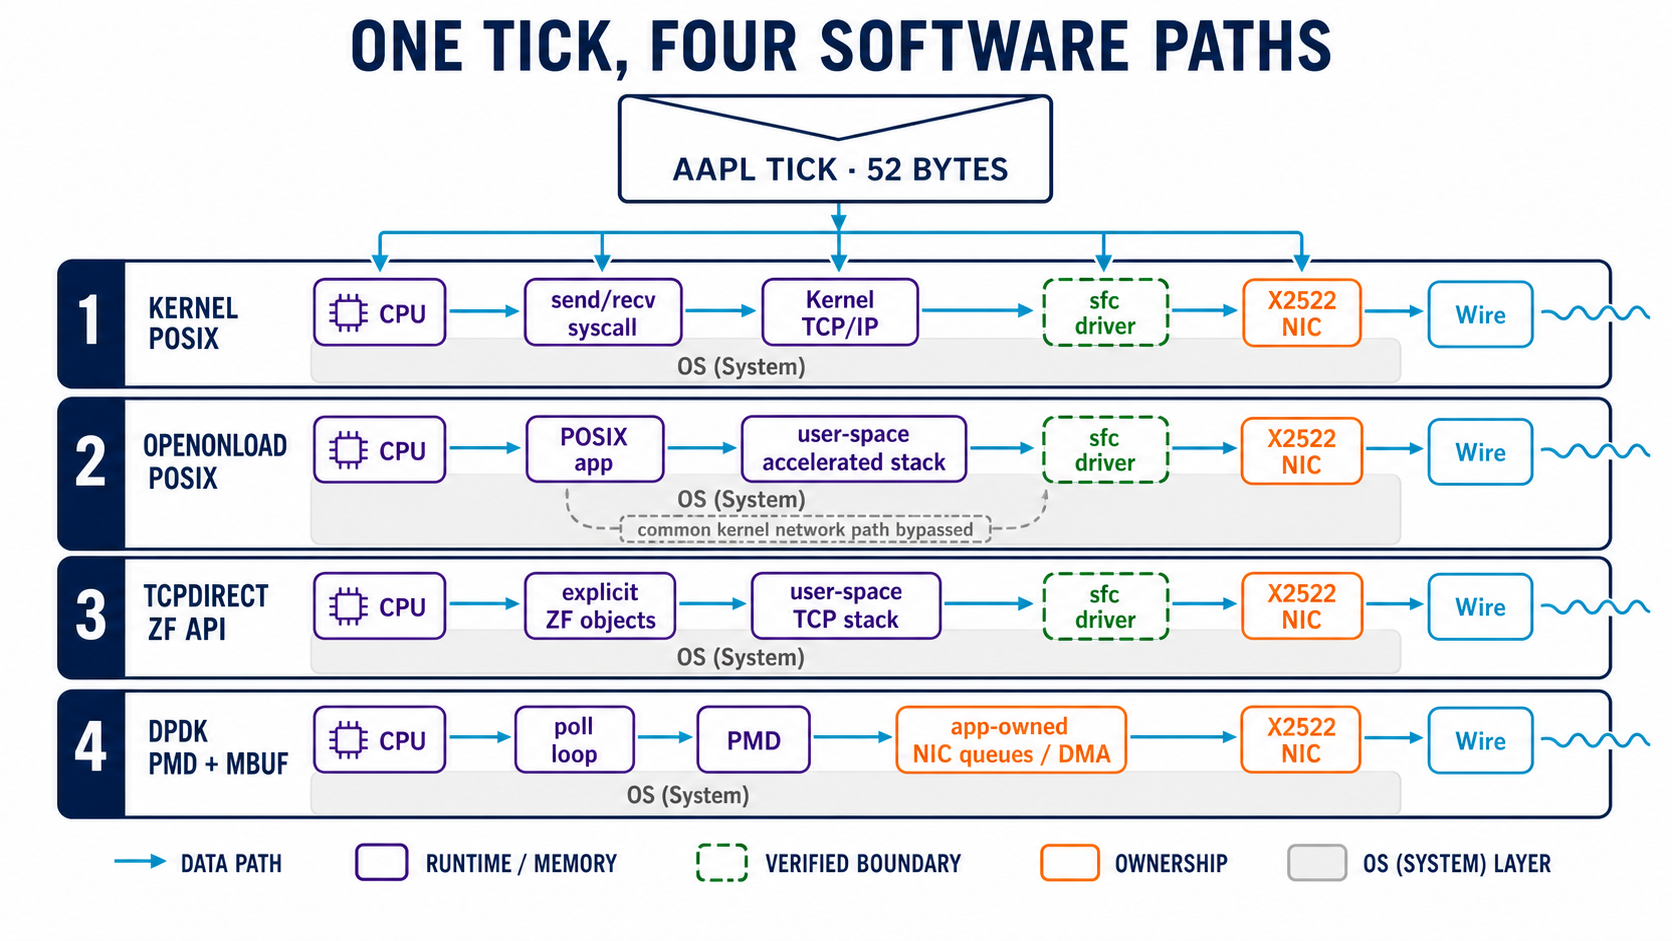 ONE TICK, FOUR SOFTWARE PATHS
AAPL TICK · 52 BYTES
1
KERNEL
POSIX
CPU
send/recv
syscall
Kernel
TCP/IP
sfc
driver
X2522
NIC
Wire
OS (System)
2
OPENONLOAD
POSIX
CPU
POSIX
app
user-space
accelerated stack
sfc
driver
X2522
NIC
Wire
OS (System)
common kernel network path bypassed
3
TCPDIRECT
ZF API
CPU
explicit
ZF objects
user-space
TCP stack
sfc
driver
X2522
NIC
Wire
OS (System)
4
DPDK
PMD + MBUF
CPU
poll
loop
PMD
app-owned
NIC queues / DMA
X2522
NIC
Wire
OS (System)
DATA PATH
RUNTIME / MEMORY
VERIFIED BOUNDARY
OWNERSHIP
OS (SYSTEM) LAYER